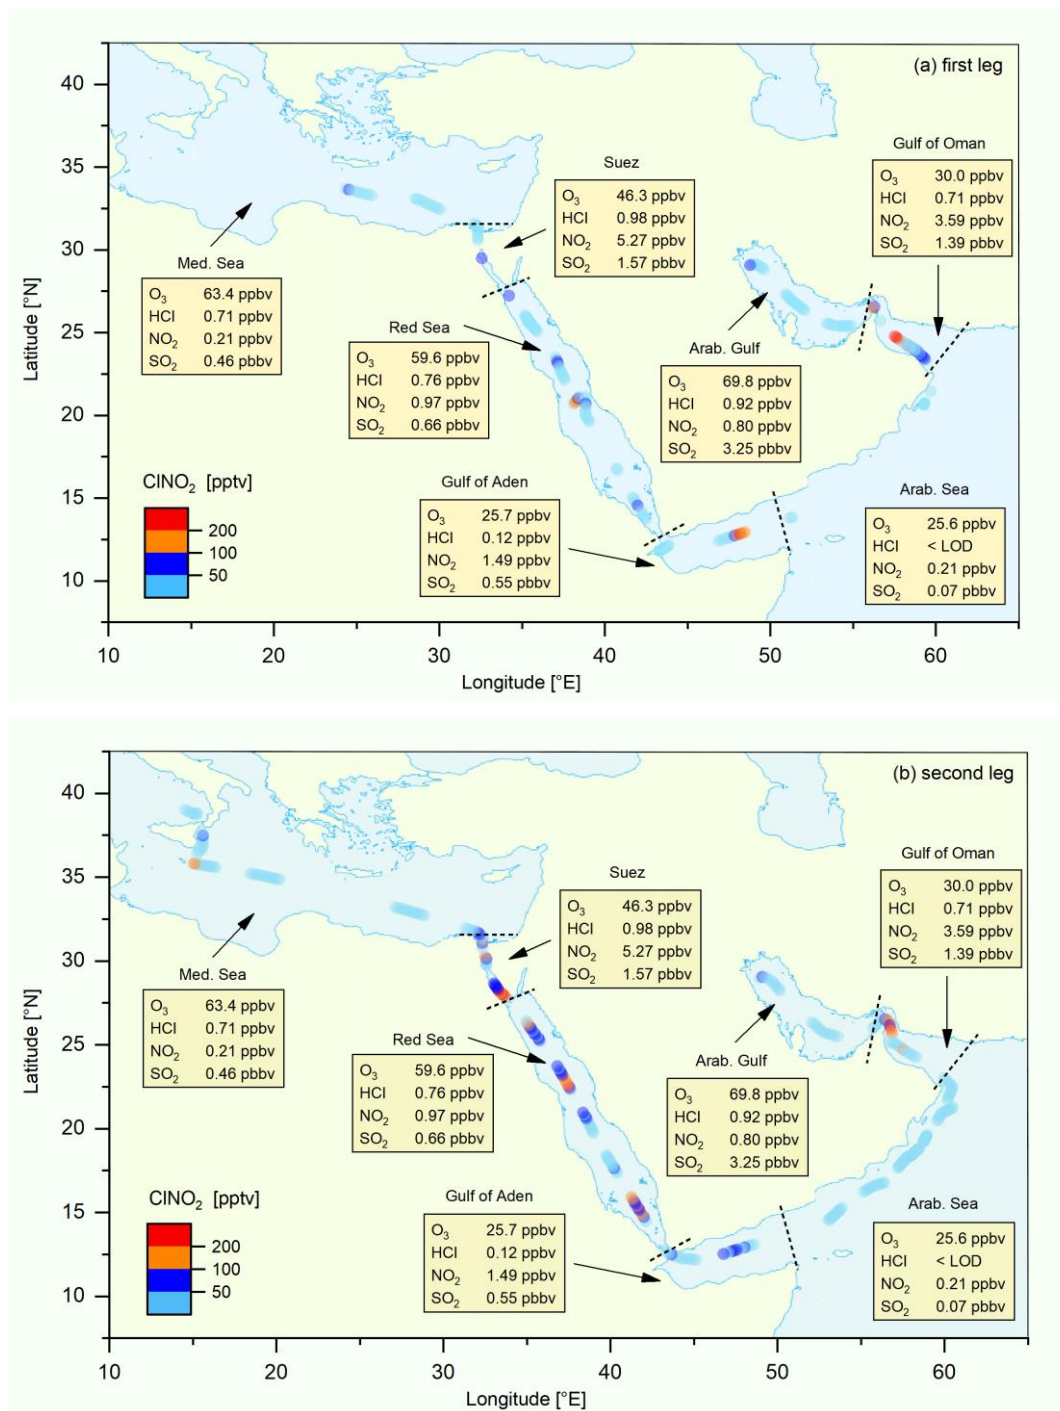 (a) first leg
40
35
30
25
20
15
10
Latitude [°N]
10
20
30
40
50
60
Longitude [°E]
Gulf of Oman
O3 30.0 ppbv
HCl 0.71 ppbv
NO2 3.59 ppbv
SO2 1.39 ppbv
Suez
O3 46.3 ppbv
HCl 0.98 ppbv
NO2 5.27 ppbv
SO2 1.57 ppbv
Med. Sea
O3 63.4 ppbv
HCl 0.71 ppbv
NO2 0.21 ppbv
SO2 0.46 ppbv
Red Sea
O3 59.6 ppbv
HCl 0.76 ppbv
NO2 0.97 ppbv
SO2 0.66 pbbv
Arab. Gulf
O3 69.8 ppbv
HCl 0.92 ppbv
NO2 0.80 ppbv
SO2 3.25 ppbv
Gulf of Aden
O3 25.7 ppbv
HCl 0.12 ppbv
NO2 1.49 ppbv
SO2 0.55 pbbv
Arab. Sea
O3 25.6 ppbv
HCl < LOD
NO2 0.21 ppbv
SO2 0.07 pbbv
ClNO2 [pptv]
200
100
50
(b) second leg
40
35
30
25
20
15
10
Latitude [°N]
10
20
30
40
50
60
Longitude [°E]
Gulf of Oman
O3 30.0 ppbv
HCl 0.71 ppbv
NO2 3.59 ppbv
SO2 1.39 ppbv
Suez
O3 46.3 ppbv
HCl 0.98 ppbv
NO2 5.27 ppbv
SO2 1.57 ppbv
Med. Sea
O3 63.4 ppbv
HCl 0.71 ppbv
NO2 0.21 ppbv
SO2 0.46 ppbv
Red Sea
O3 59.6 ppbv
HCl 0.76 ppbv
NO2 0.97 ppbv
SO2 0.66 pbbv
Arab. Gulf
O3 69.8 ppbv
HCl 0.92 ppbv
NO2 0.80 ppbv
SO2 3.25 ppbv
Gulf of Aden
O3 25.7 ppbv
HCl 0.12 ppbv
NO2 1.49 ppbv
SO2 0.55 pbbv
Arab. Sea
O3 25.6 ppbv
HCl < LOD
NO2 0.21 ppbv
SO2 0.07 pbbv
ClNO2 [pptv]
200
100
50